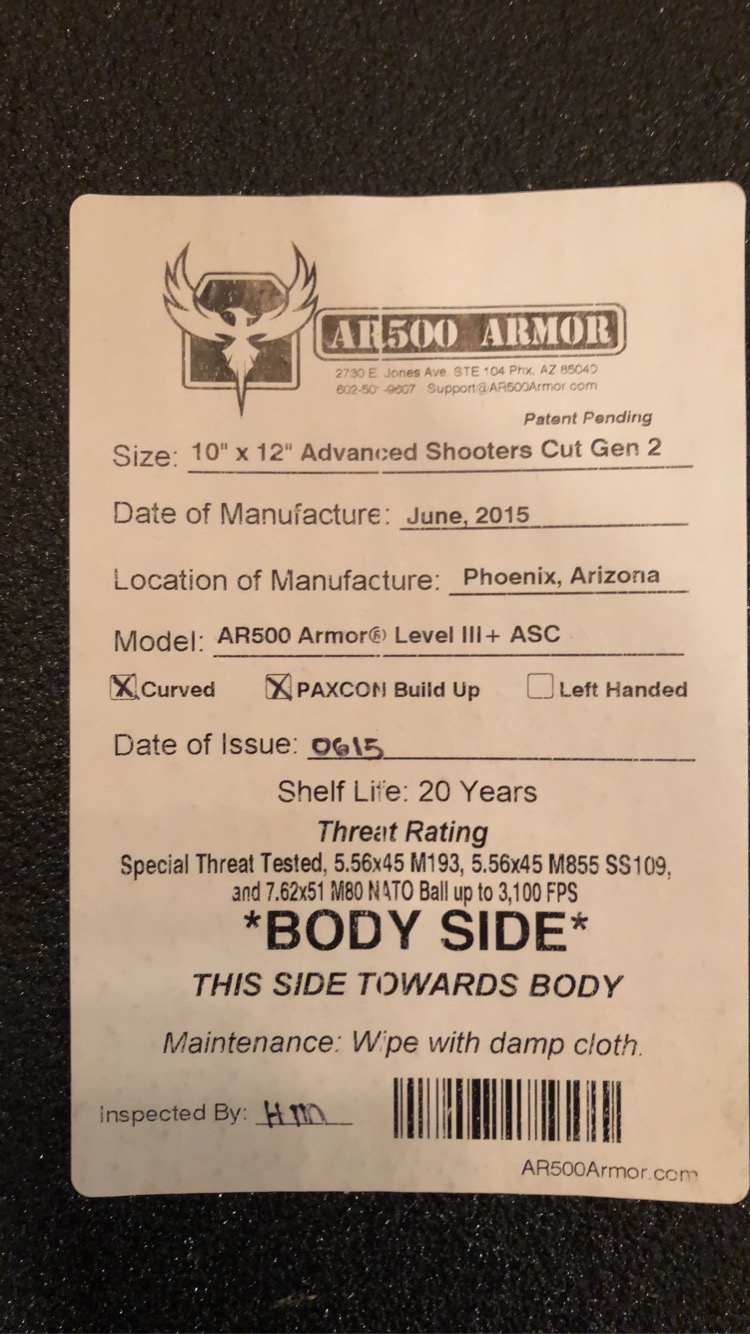 AR500 ARMOR
2730 E. Jones Ave. STE 104 Phx, AZ 85040
Support@AR500Armor.com
Patent Pending
Size: 10" x 12" Advanced Shooters Cut Gen 2
Date of Manufacture: June, 2015
Location of Manufacture: Phoenix, Arizona
Model: AR500 Armor® Level III+ ASC
X Curved X PAXCON Build Up Left Handed
Date of Issue: 0615
Shelf Life: 20 Years
Threat Rating
Special Threat Tested, 5.56x45 M193, 5.56x45 M855 SS109,
and 7.62x51 M80 NATO Ball up to 3,100 FPS
*BODY SIDE*
THIS SIDE TOWARDS BODY
Maintenance: Wipe with damp cloth.
Inspected By: HM
AR500Armor.com